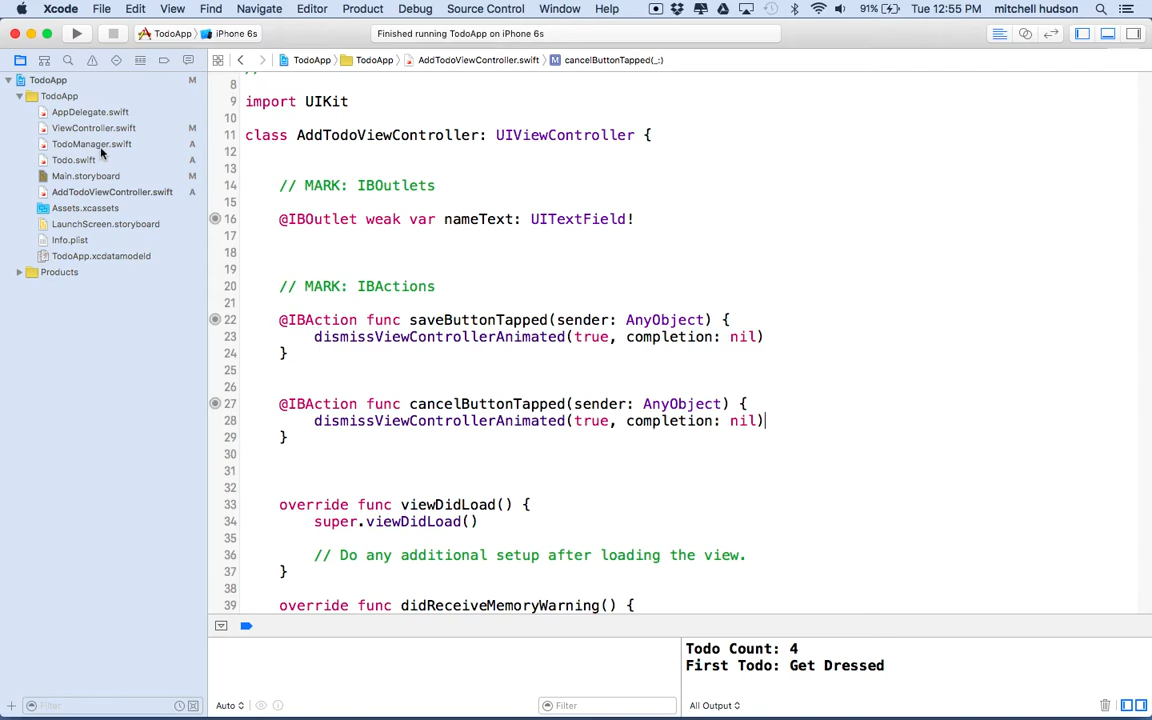 Xcode File Edit View Find Navigate Editor Product Debug Source Control Window Help 91% Tue 12:55 PM mitchell hudson
TodoApp iPhone 6s Finished running TodoApp on iPhone 6s
TodoApp TodoApp AddTodoViewController.swift M cancelButtonTapped(_:)
TodoApp M
TodoApp
AppDelegate.swift
ViewController.swift M
TodoManager.swift A
Todo.swift A
Main.storyboard M
AddTodoViewController.swift A
Assets.xcassets
LaunchScreen.storyboard
Info.plist
TodoApp.xcdatamodeld
Products
Filter
//
8
9 import UIKit
10
11 class AddTodoViewController: UIViewController {
12
13
14 // MARK: IBOutlets
15
16 @IBOutlet weak var nameText: UITextField!
17
18
19
20 // MARK: IBActions
21
22 @IBAction func saveButtonTapped(sender: AnyObject) {
23 dismissViewControllerAnimated(true, completion: nil)
24 }
25
26
27 @IBAction func cancelButtonTapped(sender: AnyObject) {
28 dismissViewControllerAnimated(true, completion: nil)
29 }
30
31
32
33 override func viewDidLoad() {
34 super.viewDidLoad()
35
36 // Do any additional setup after loading the view.
37 }
38
39 override func didReceiveMemoryWarning() {
Todo Count: 4
First Todo: Get Dressed
Auto Filter All Output